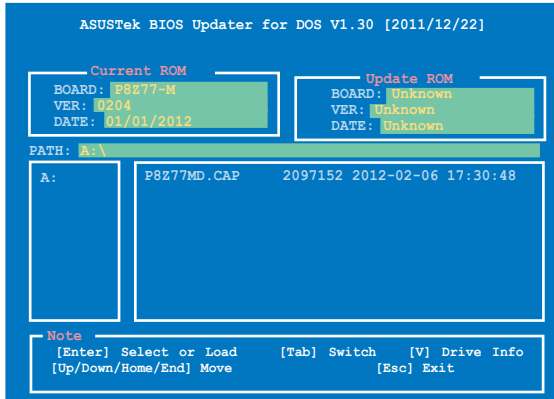 ASUSTek BIOS Updater for DOS V1.30 [2011/12/22]
Current ROM
BOARD: P8Z77-M
VER: 0204
DATE: 01/01/2012
Update ROM
BOARD: Unknown
VER: Unknown
DATE: Unknown
PATH: A:\
A:
P8Z77MD.CAP 2097152 2012-02-06 17:30:48
Note
[Enter] Select or Load [Tab] Switch [V] Drive Info
[Up/Down/Home/End] Move [Esc] Exit